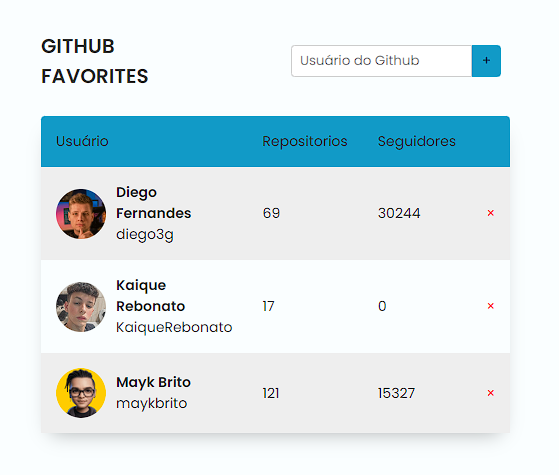 GITHUB
FAVORITES
Usuário do Github +
Usuário Repositorios Seguidores
Diego
Fernandes
diego3g
69 30244 ×
Kaique
Rebonato
KaiqueRebonato
17 0 ×
Mayk Brito
maykbrito
121 15327 ×